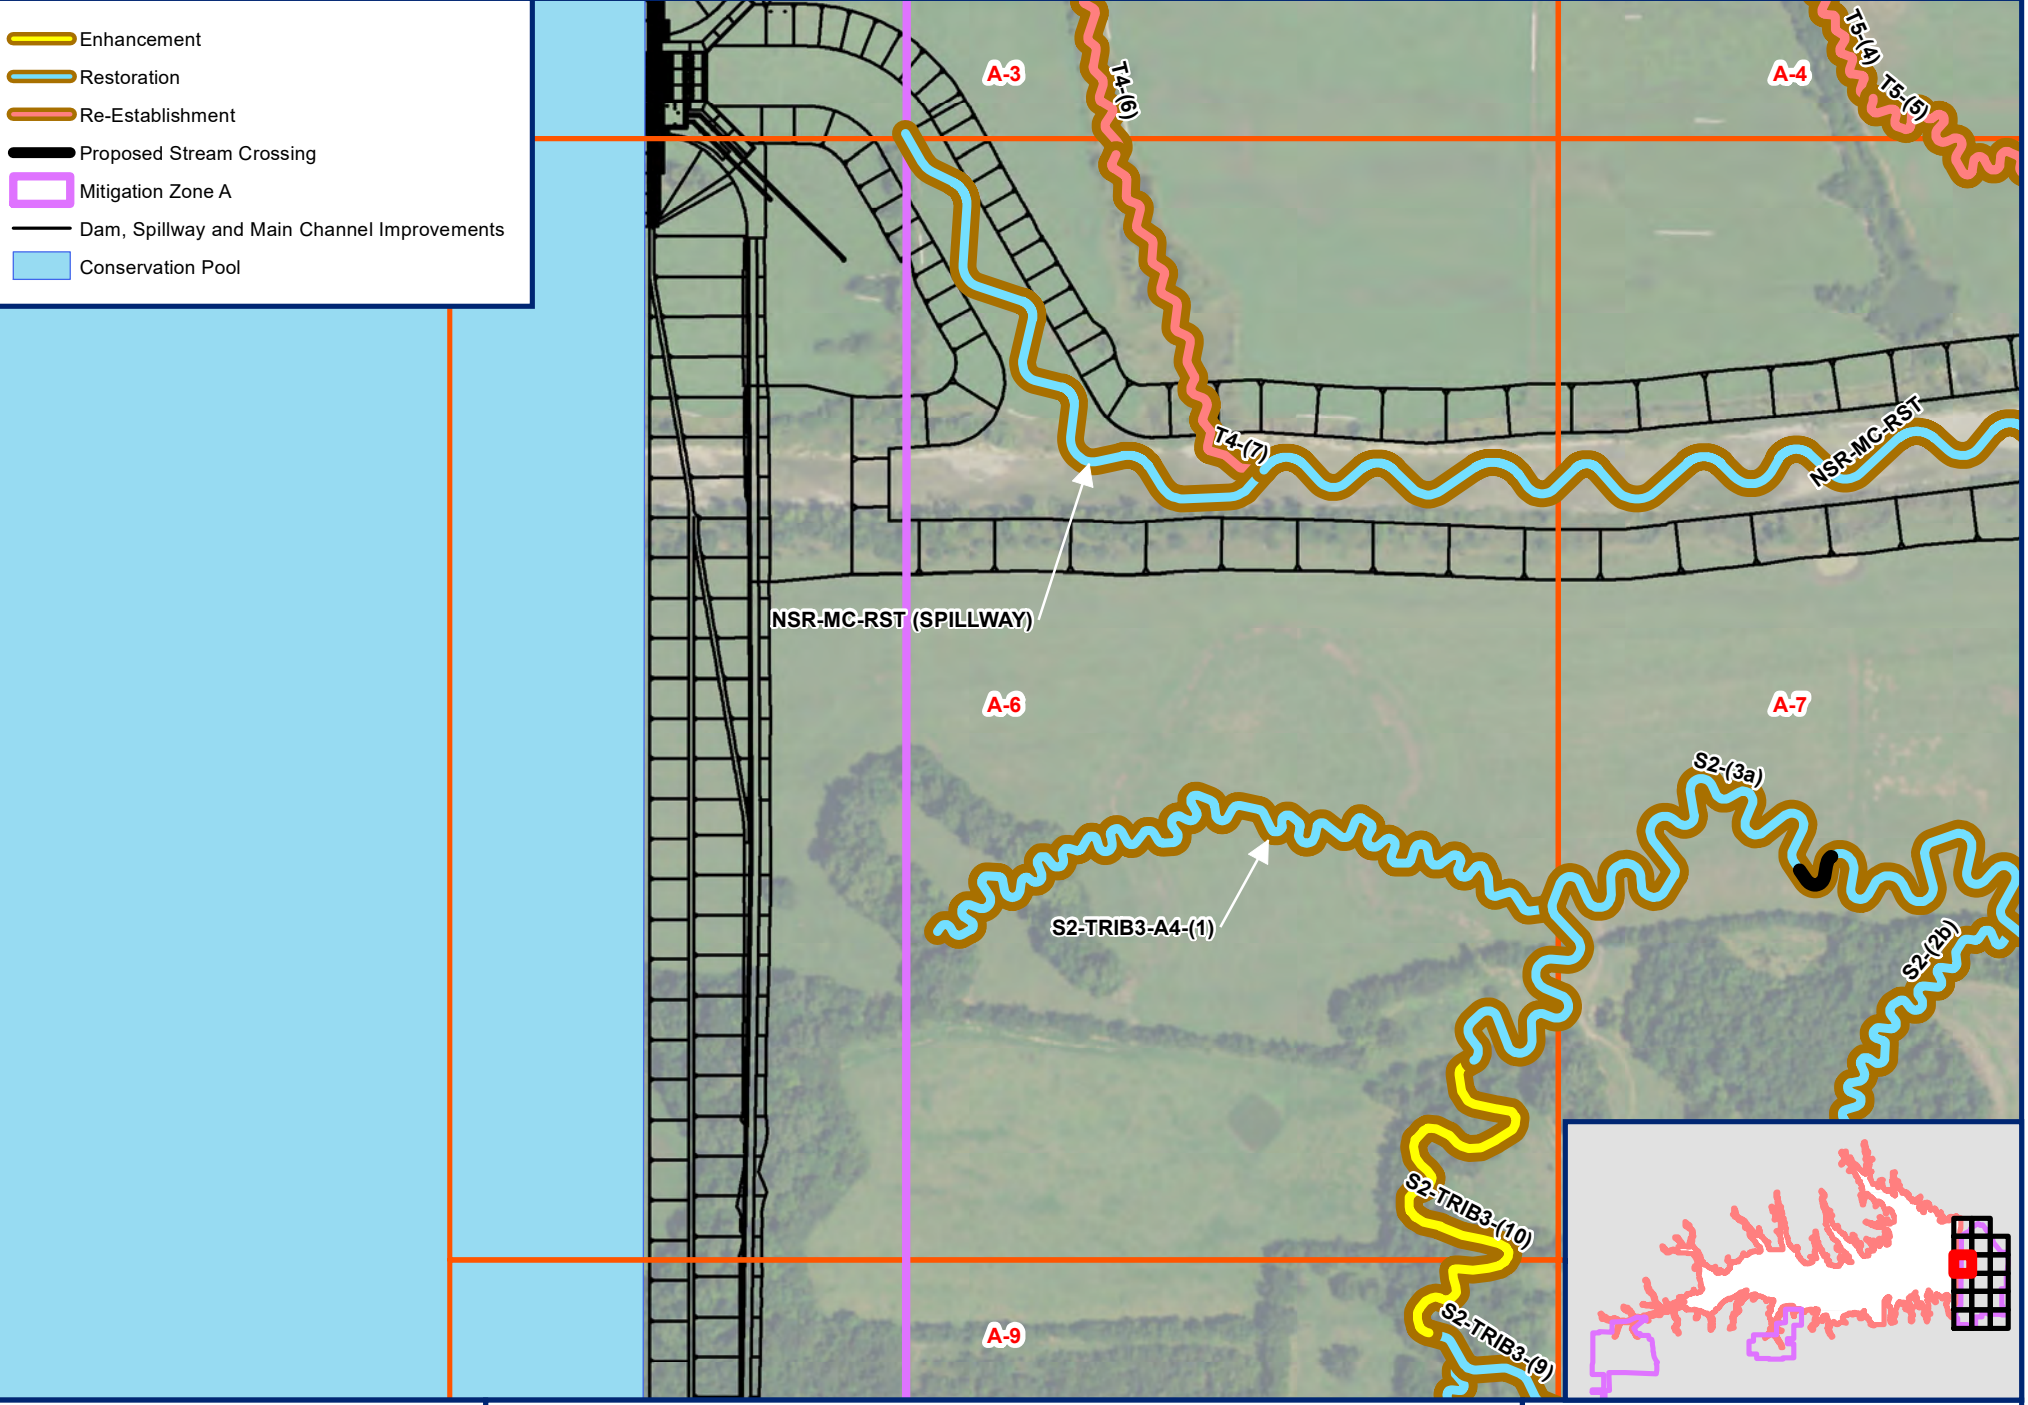 Enhancement
Restoration
Re-Establishment
Proposed Stream Crossing
Mitigation Zone A
Dam, Spillway and Main Channel Improvements
Conservation Pool
A-3
T4-(6)
A-4
T5-(4)
T5-(5)
T4-(7)
NSR-MC-RST
NSR-MC-RST (SPILLWAY)
A-6
A-7
S2-(3a)
S2-TRIB3-A4-(1)
S2-(2b)
S2-TRIB3-(10)
A-9
S2-TRIB3-(9)